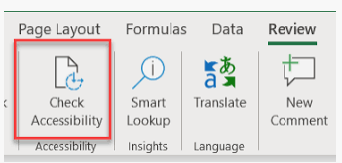 Page Layout Formulas Data Review
Check Accessibility
Smart Lookup
Translate
New Comment
Accessibility Insights Language